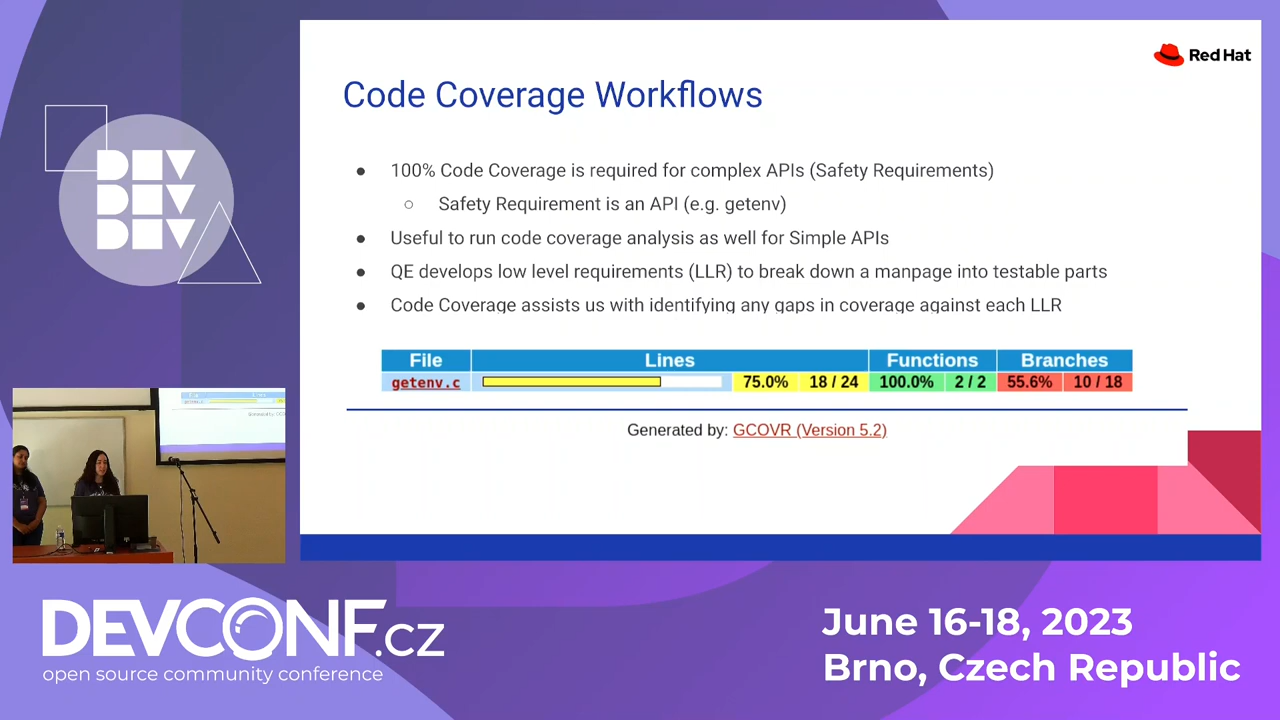 Red Hat
Code Coverage Workflows
● 100% Code Coverage is required for complex APIs (Safety Requirements)
○ Safety Requirement is an API (e.g. getenv)
● Useful to run code coverage analysis as well for Simple APIs
● QE develops low level requirements (LLR) to break down a manpage into testable parts
● Code Coverage assists us with identifying any gaps in coverage against each LLR
File Lines Functions Branches
getenv.c 75.0% 18 / 24 100.0% 2 / 2 55.6% 10 / 18
Generated by: GCOVR (Version 5.2)
DEV
DEV
DEV
DEVCONF.cz
open source community conference
June 16-18, 2023
Brno, Czech Republic